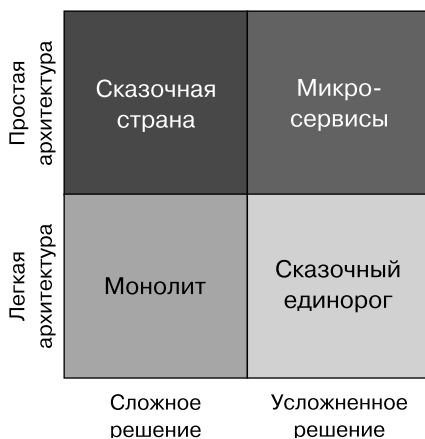 Простая
архитектура
Сказочная
страна
Микро-
сервисы
Легкая
архитектура
Монолит
Сказочный
единорог
Сложное
решение
Усложненное
решение